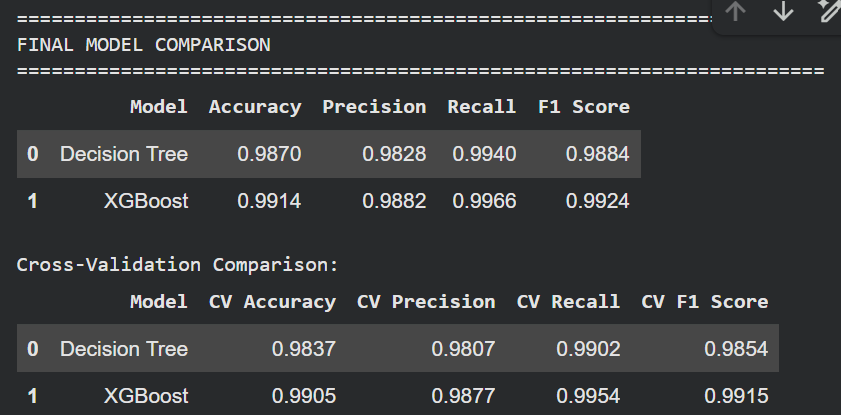 ======================================================================
FINAL MODEL COMPARISON
======================================================================
Model Accuracy Precision Recall F1 Score
0 Decision Tree 0.9870 0.9828 0.9940 0.9884
1 XGBoost 0.9914 0.9882 0.9966 0.9924
Cross-Validation Comparison:
Model CV Accuracy CV Precision CV Recall CV F1 Score
0 Decision Tree 0.9837 0.9807 0.9902 0.9854
1 XGBoost 0.9905 0.9877 0.9954 0.9915